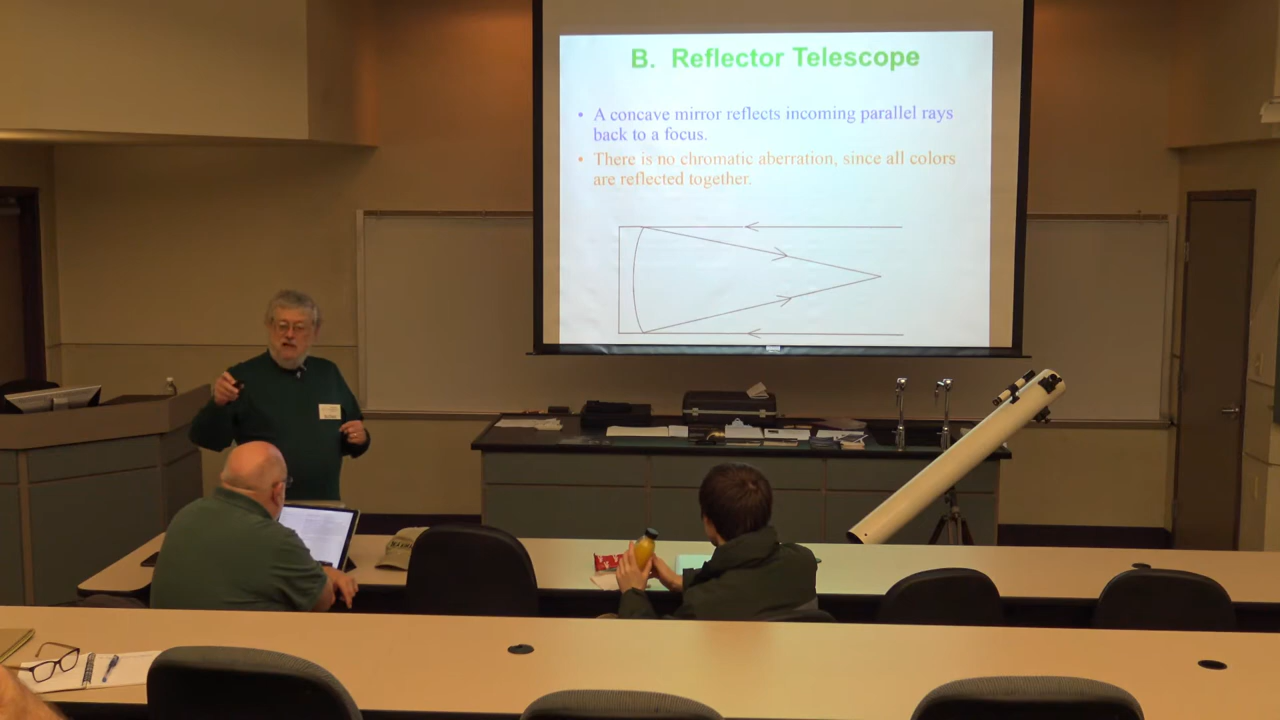 B. Reflector Telescope
• A concave mirror reflects incoming parallel rays
back to a focus.
• There is no chromatic aberration, since all colors
are reflected together.